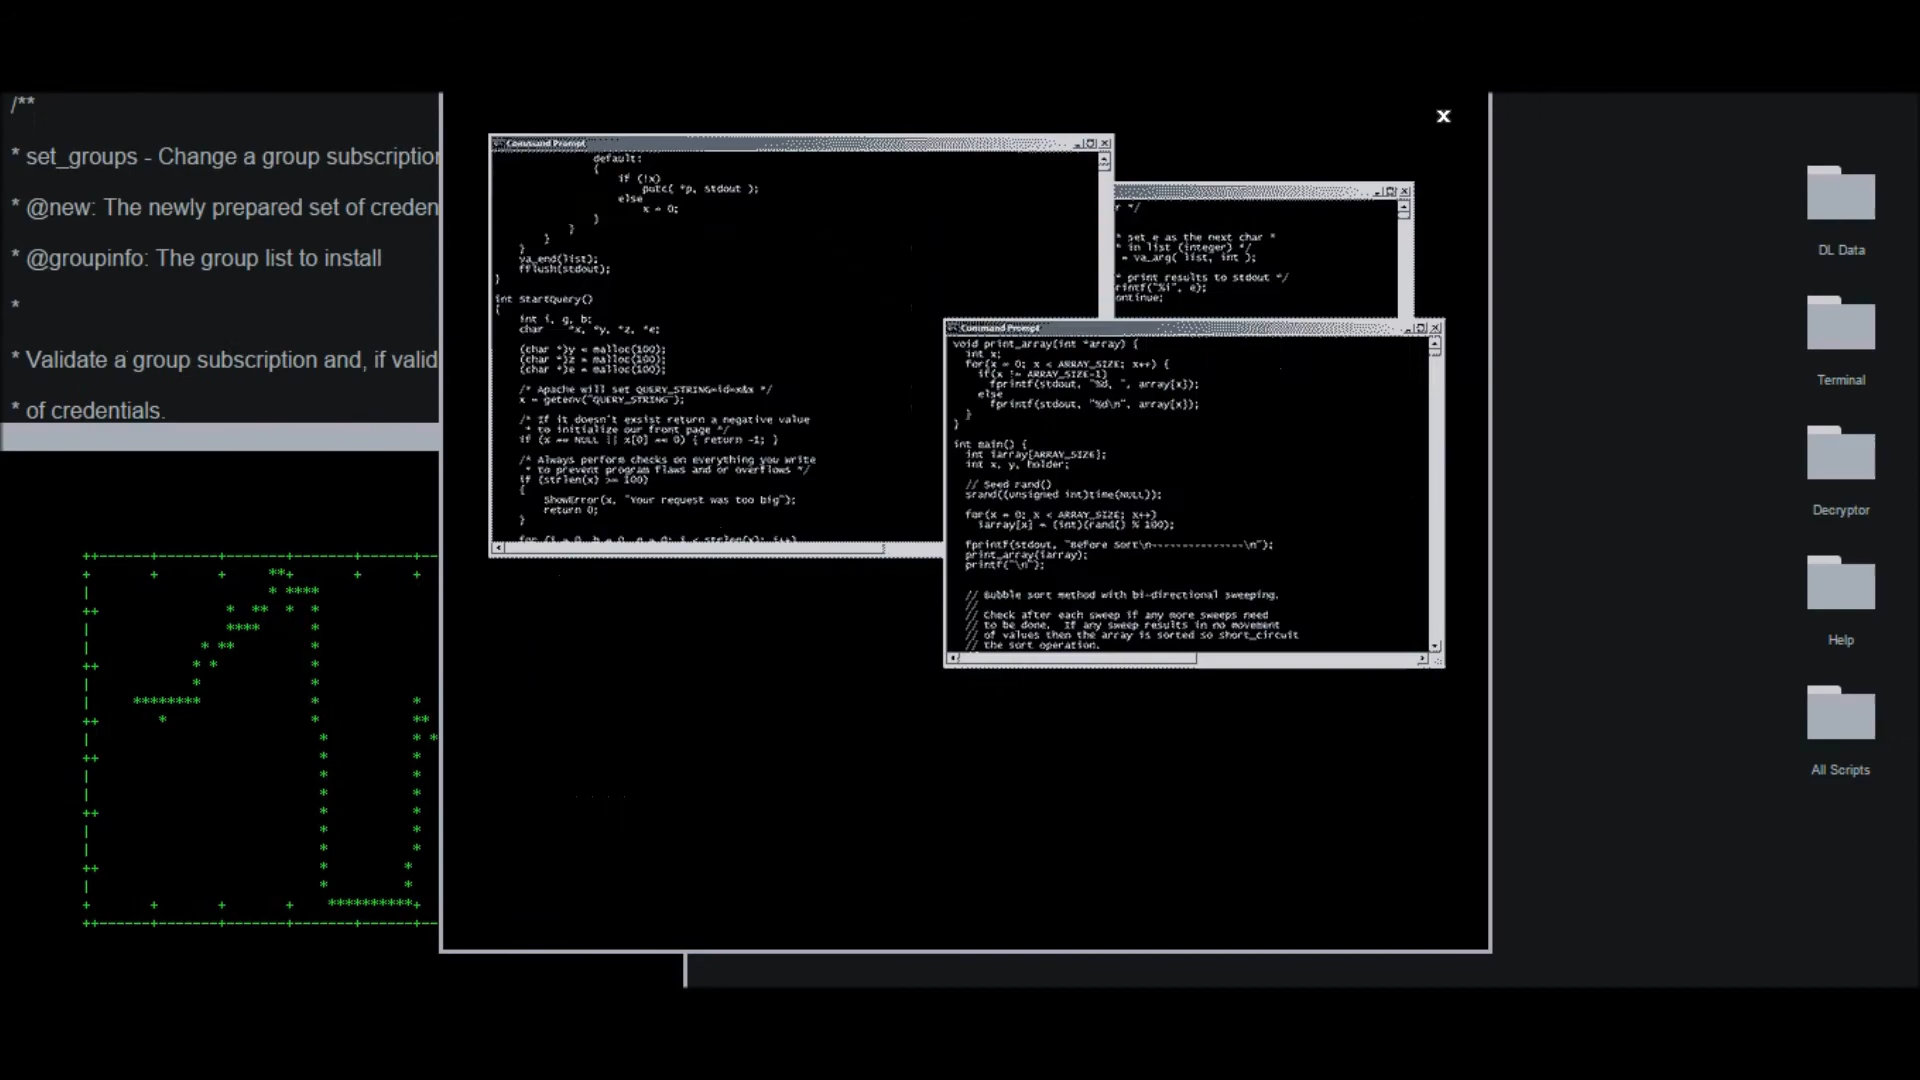 /**
* set_groups - Change a group subscription
* @new: The newly prepared set of creden
* @groupinfo: The group list to install
*
* Validate a group subscription and, if valid
* of credentials.
x
Command Prompt
default:
{
if (!x)
putc( *p, stdout );
else
x = 0;
}
}
}
}
va_end(list);
fflush(stdout);
}
int startQuery()
{
int i, g, b;
char *x, *y, *z, *e;
(char *)y = malloc(100);
(char *)z = malloc(100);
(char *)e = malloc(100);
/* Apache will set QUERY_STRING=id=x&x */
x = getenv("QUERY_STRING");
/* If it doesn't exsist return a negative value
* to initialize our front page */
if (x == NULL || x[0] == 0) { return -1; }
/* Always perform checks on everything you write
* to prevent program flaws and or overflows */
if (strlen(x) >= 100)
{
ShowError(x, "Your request was too big");
return 0;
}
r */
* set e as the next char *
* in list (integer) */
= va_arg( list, int );
* print results to stdout */
rintf("%i", e);
ontinue;
Command Prompt
void print_array(int *array) {
int x;
for(x = 0; x < ARRAY_SIZE; x++) {
if(x != ARRAY_SIZE-1)
fprintf(stdout, "%d, ", array[x]);
else
fprintf(stdout, "%d\n", array[x]);
}
}
int main() {
int iarray[ARRAY_SIZE];
int x, y, holder;
// Seed rand()
srand((unsigned int)time(NULL));
for(x = 0; x < ARRAY_SIZE; x++)
iarray[x] = (int)(rand() % 100);
fprintf(stdout, "Before Sort\n---------------\n");
print_array(iarray);
printf("\n");
// Bubble sort method with bi-directional sweeping.
//
// Check after each sweep if any more sweeps need
// to be done. If any sweep results in no movement
// of values then the array is sorted so short_circuit
// the sort operation.
DL Data
Terminal
Decryptor
Help
All Scripts